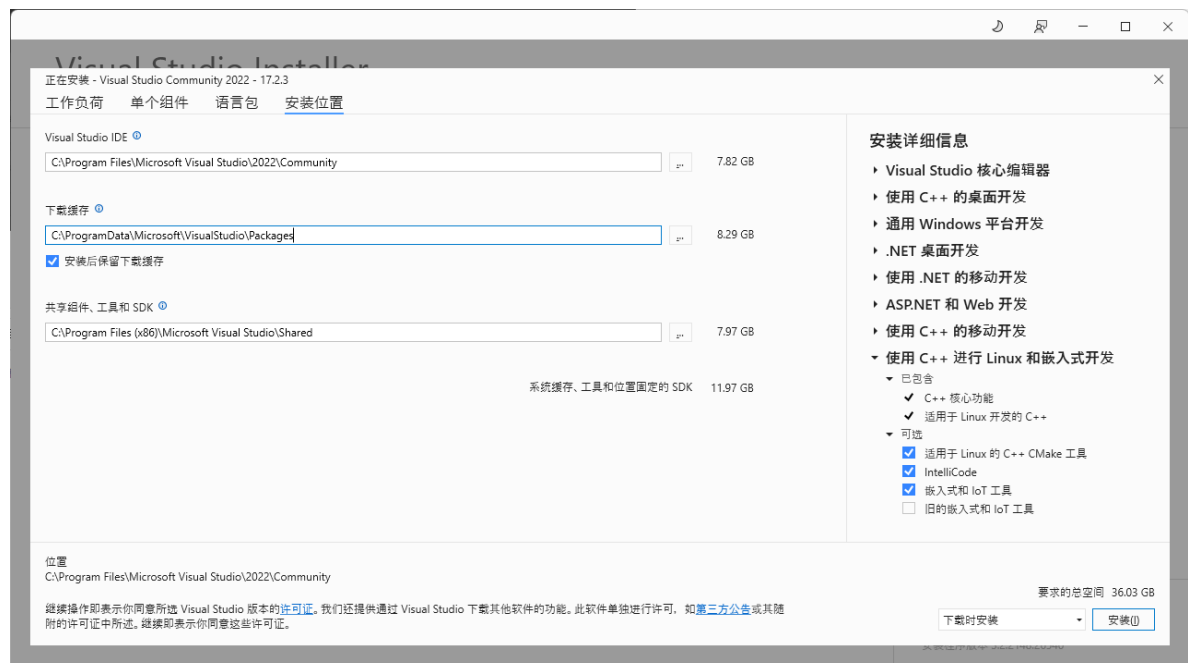 Visual Studio Installer
正在安装 - Visual Studio Community 2022 - 17.2.3
工作负荷 单个组件 语言包 安装位置
Visual Studio IDE
C:\Program Files\Microsoft Visual Studio\2022\Community ... 7.82 GB
下载缓存
C:\ProgramData\Microsoft\VisualStudio\Packages ... 8.29 GB
安装后保留下载缓存
共享组件、工具和 SDK
C:\Program Files (x86)\Microsoft Visual Studio\Shared ... 7.97 GB
系统缓存、工具和位置固定的 SDK 11.97 GB
安装详细信息
Visual Studio 核心编辑器
使用 C++ 的桌面开发
通用 Windows 平台开发
.NET 桌面开发
使用 .NET 的移动开发
ASP.NET 和 Web 开发
使用 C++ 的移动开发
使用 C++ 进行 Linux 和嵌入式开发
已包含
C++ 核心功能
适用于 Linux 开发的 C++
可选
适用于 Linux 的 C++ CMake 工具
IntelliCode
嵌入式和 IoT 工具
旧的嵌入式和 IoT 工具
位置
C:\Program Files\Microsoft Visual Studio\2022\Community
继续操作即表示你同意所选 Visual Studio 版本的许可证。我们还提供通过 Visual Studio 下载其他软件的功能。此软件单独进行许可，如第三方公告或其随
附的许可证中所述。继续即表示你同意这些许可证。
要求的总空间 36.03 GB
下载时安装 安装(I)